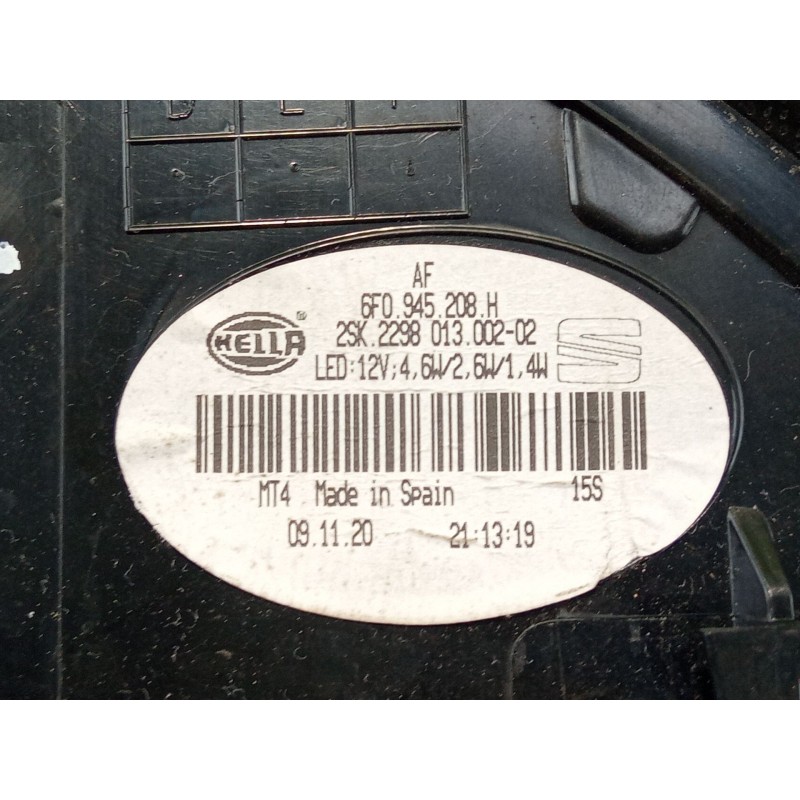 AF
6F0.945.208.H
HELLA ®
2SK.2298 013.002-02
LED:12V;4,6W/2,6W/1,4W
MT4 Made in Spain 15S
09.11.20 21:13:19